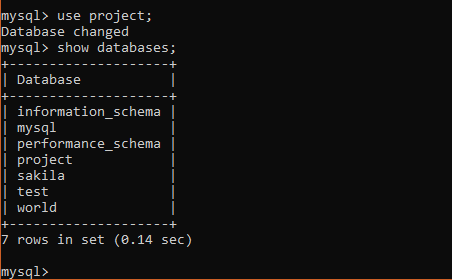 mysql> use project;
Database changed
mysql> show databases;
+--------------------+
| Database           |
+--------------------+
| information_schema |
| mysql              |
| performance_schema |
| project            |
| sakila             |
| test               |
| world              |
+--------------------+
7 rows in set (0.14 sec)
mysql>